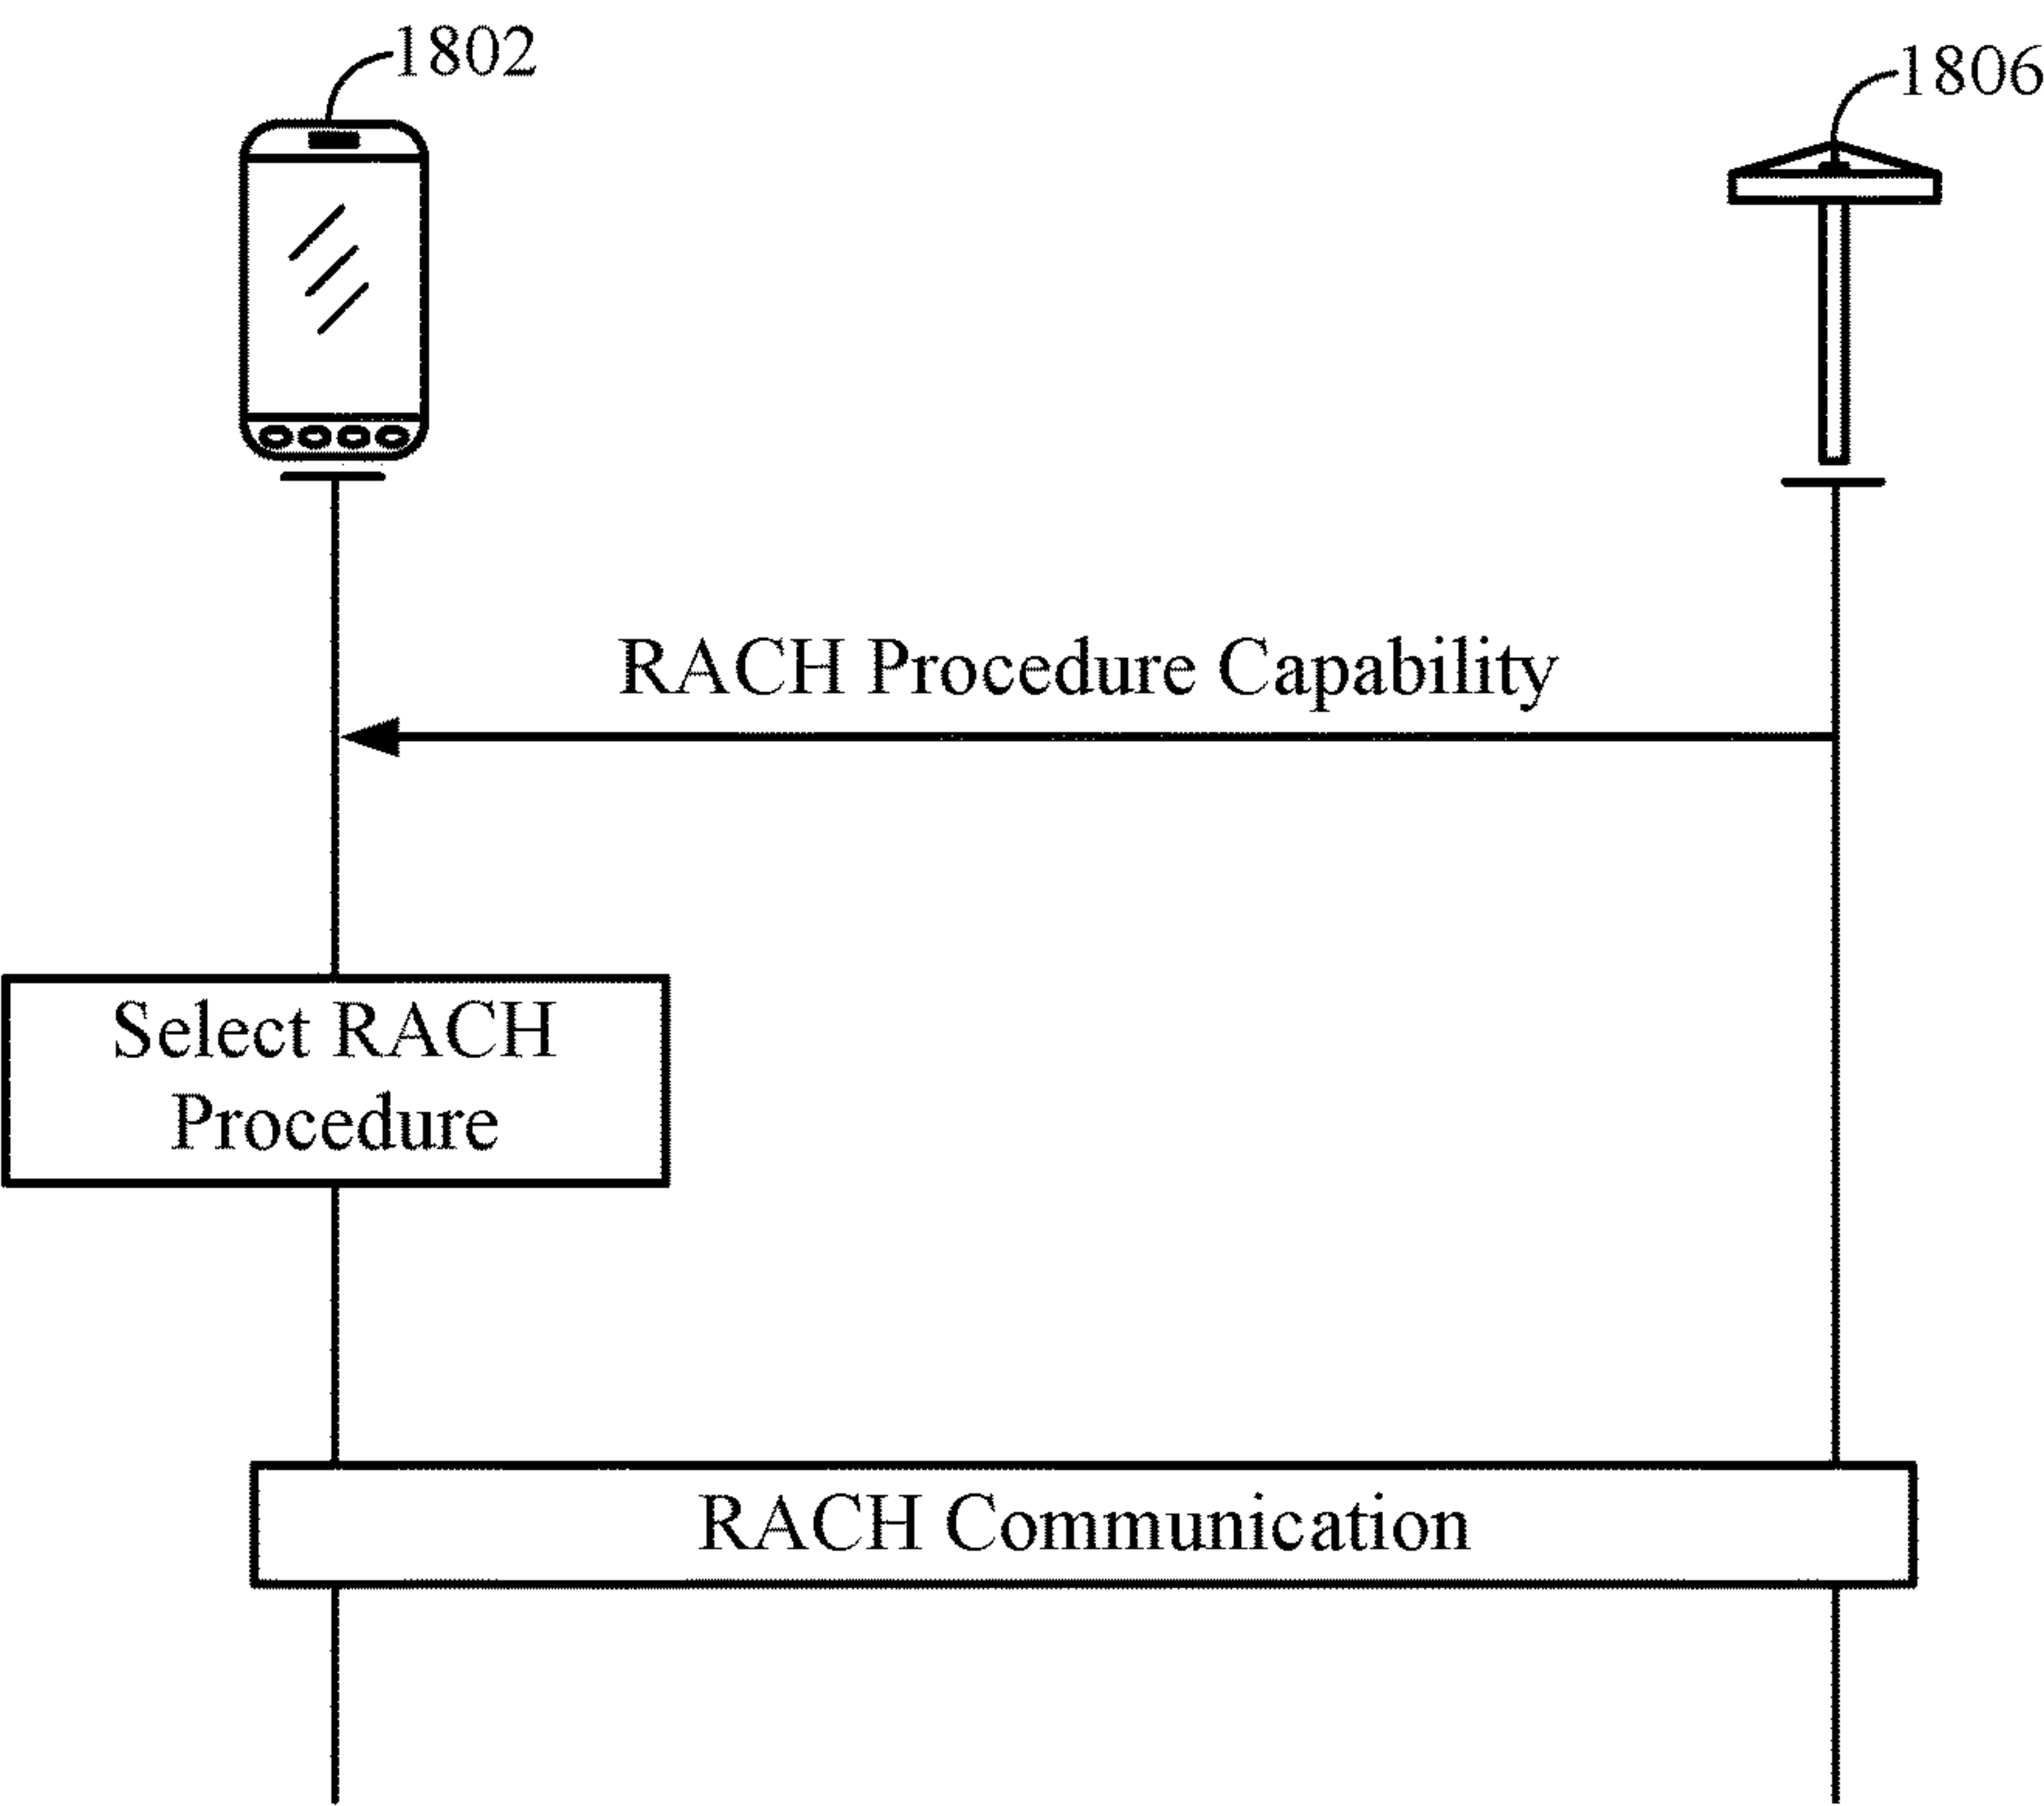 1802
1806
RACH Procedure Capability
Select RACH
Procedure
RACH Communication